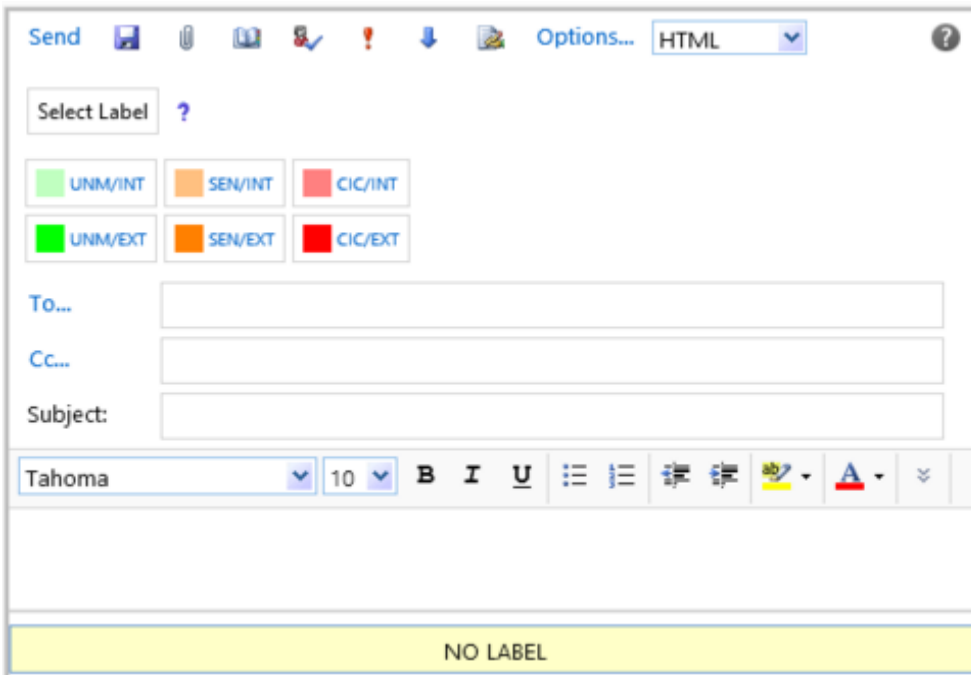 Send Options... HTML ?
Select Label ?
UNM/INT SEN/INT CIC/INT
UNM/EXT SEN/EXT CIC/EXT
To...
Cc...
Subject:
Tahoma 10 B I U A
NO LABEL